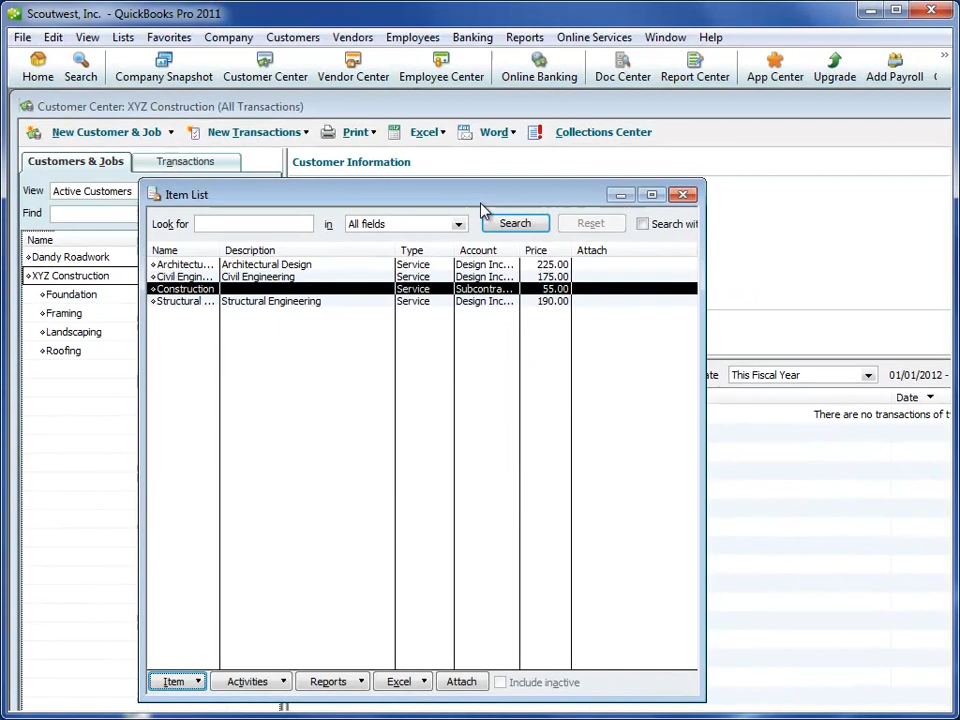 Scoutwest, Inc. - QuickBooks Pro 2011
File Edit View Lists Favorites Company Customers Vendors Employees Banking Reports Online Services Window Help
Home Search Company Snapshot Customer Center Vendor Center Employee Center Online Banking Doc Center Report Center App Center Upgrade Add Payroll
Customer Center: XYZ Construction (All Transactions)
New Customer & Job New Transactions Print Excel Word Collections Center
Customers & Jobs Transactions Customer Information
View Active Customers
Find
Name
Dandy Roadwork
XYZ Construction
Foundation
Framing
Landscaping
Roofing
Item List
Look for in All fields Search Reset Search wit
Name Description Type Account Price Attach
Architectu... Architectural Design Service Design Inc... 225.00
Civil Engin... Civil Engineering Service Design Inc... 175.00
Construction Service Subcontra... 55.00
Structural ... Structural Engineering Service Design Inc... 190.00
Item Activities Reports Excel Attach Include inactive
This Fiscal Year 01/01/2012 -
Date
There are no transactions of